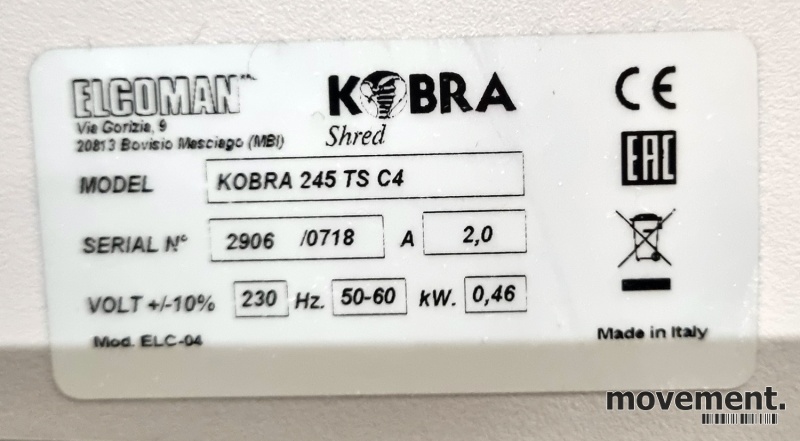 ELCOMAN KOBRA CE
Via Gorizia, 9
20813 Bovisio Masciago (MBI) Shred EAC
MODEL KOBRA 245 TS C4
SERIAL N° 2906 /0718 A 2,0
VOLT +/-10% 230 Hz. 50-60 kW. 0,46
Mod. ELC-04 Made in Italy
movement.